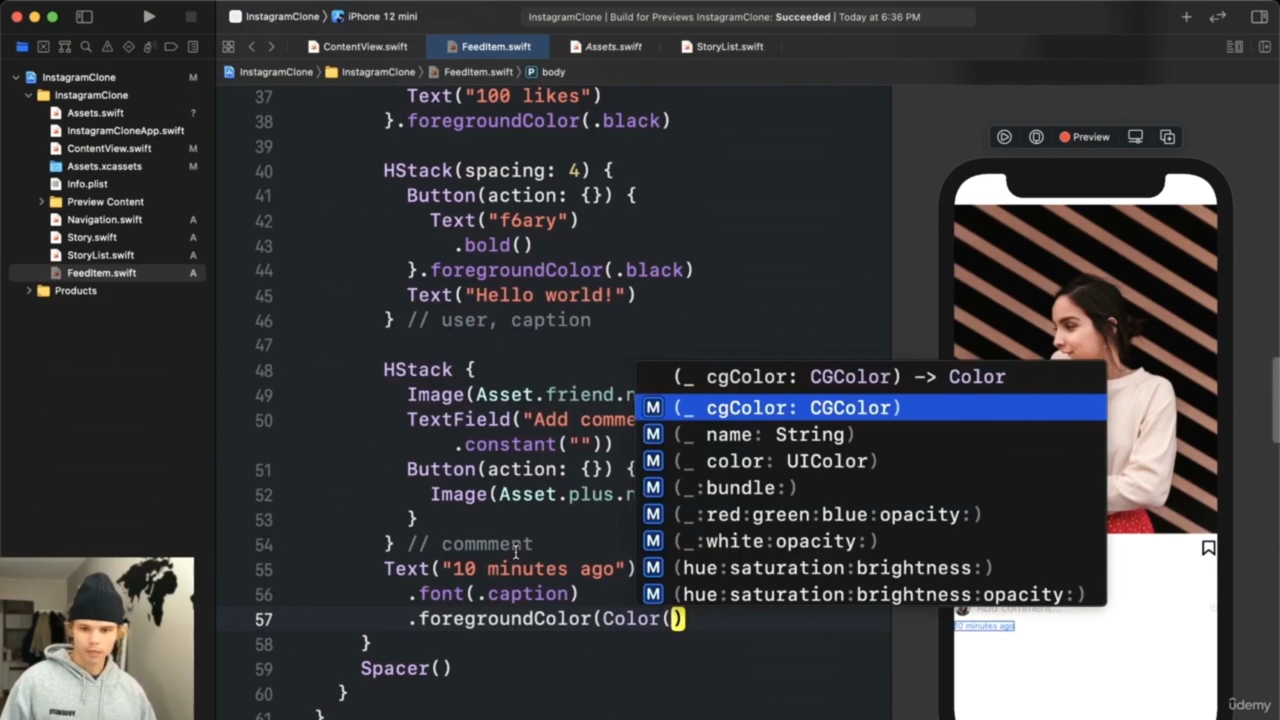 InstagramClone
iPhone 12 mini
InstagramClone | Build for Previews InstagramClone: Succeeded | Today at 6:36 PM
ContentView.swift
FeedItem.swift
Assets.swift
StoryList.swift
InstagramClone
InstagramClone
FeedItem.swift
P body
InstagramClone M
InstagramClone
Assets.swift ?
InstagramCloneApp.swift
ContentView.swift M
Assets.xcassets M
Info.plist
Preview Content
Navigation.swift A
Story.swift A
StoryList.swift A
FeedItem.swift A
Products
37 Text("100 likes")
38 }.foregroundColor(.black)
39
40 HStack(spacing: 4) {
41 Button(action: {}) {
42 Text("f6ary")
43 .bold()
44 }.foregroundColor(.black)
45 Text("Hello world!")
46 } // user, caption
47
48 HStack {
49 Image(Asset.friend.n
50 TextField("Add comme
.constant(""))
51 Button(action: {}) {
52 Image(Asset.plus.n
53 }
54 } // commment
55 Text("10 minutes ago")
56 .font(.caption)
57 .foregroundColor(Color()
58 }
59 Spacer()
60 }
61 }
(_ cgColor: CGColor) -> Color
M (_ cgColor: CGColor)
M (_ name: String)
M (_ color: UIColor)
M (_:bundle:)
M (_:red:green:blue:opacity:)
M (_:white:opacity:)
M (hue:saturation:brightness:)
M (hue:saturation:brightness:opacity:)
Preview
Add comment...
10 minutes ago
ûdemy